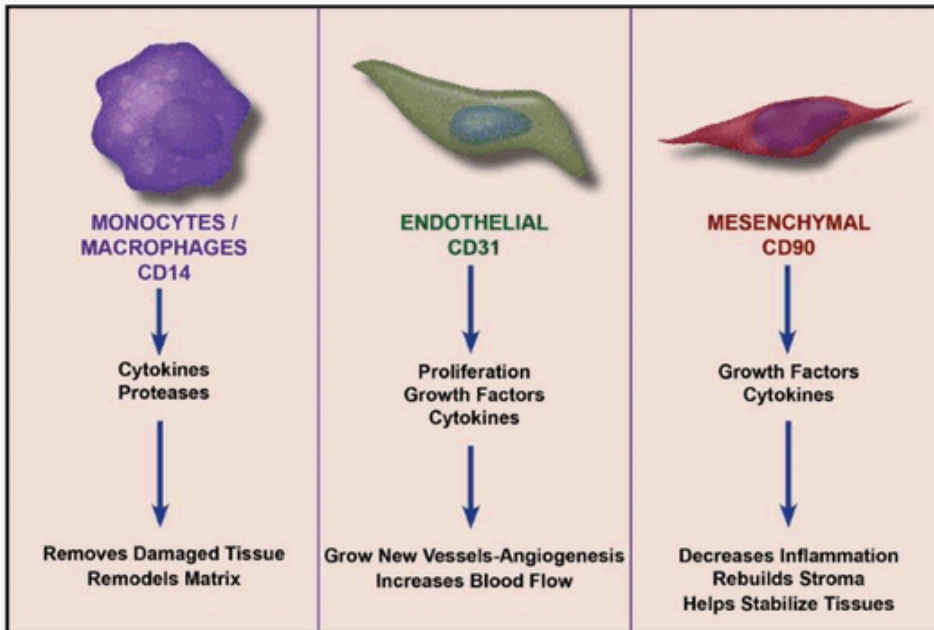 MONOCYTES /
MACROPHAGES
CD14
Cytokines
Proteases
Removes Damaged Tissue
Remodels Matrix
ENDOTHELIAL
CD31
Proliferation
Growth Factors
Cytokines
Grow New Vessels-Angiogenesis
Increases Blood Flow
MESENCHYMAL
CD90
Growth Factors
Cytokines
Decreases Inflammation
Rebuilds Stroma
Helps Stabilize Tissues